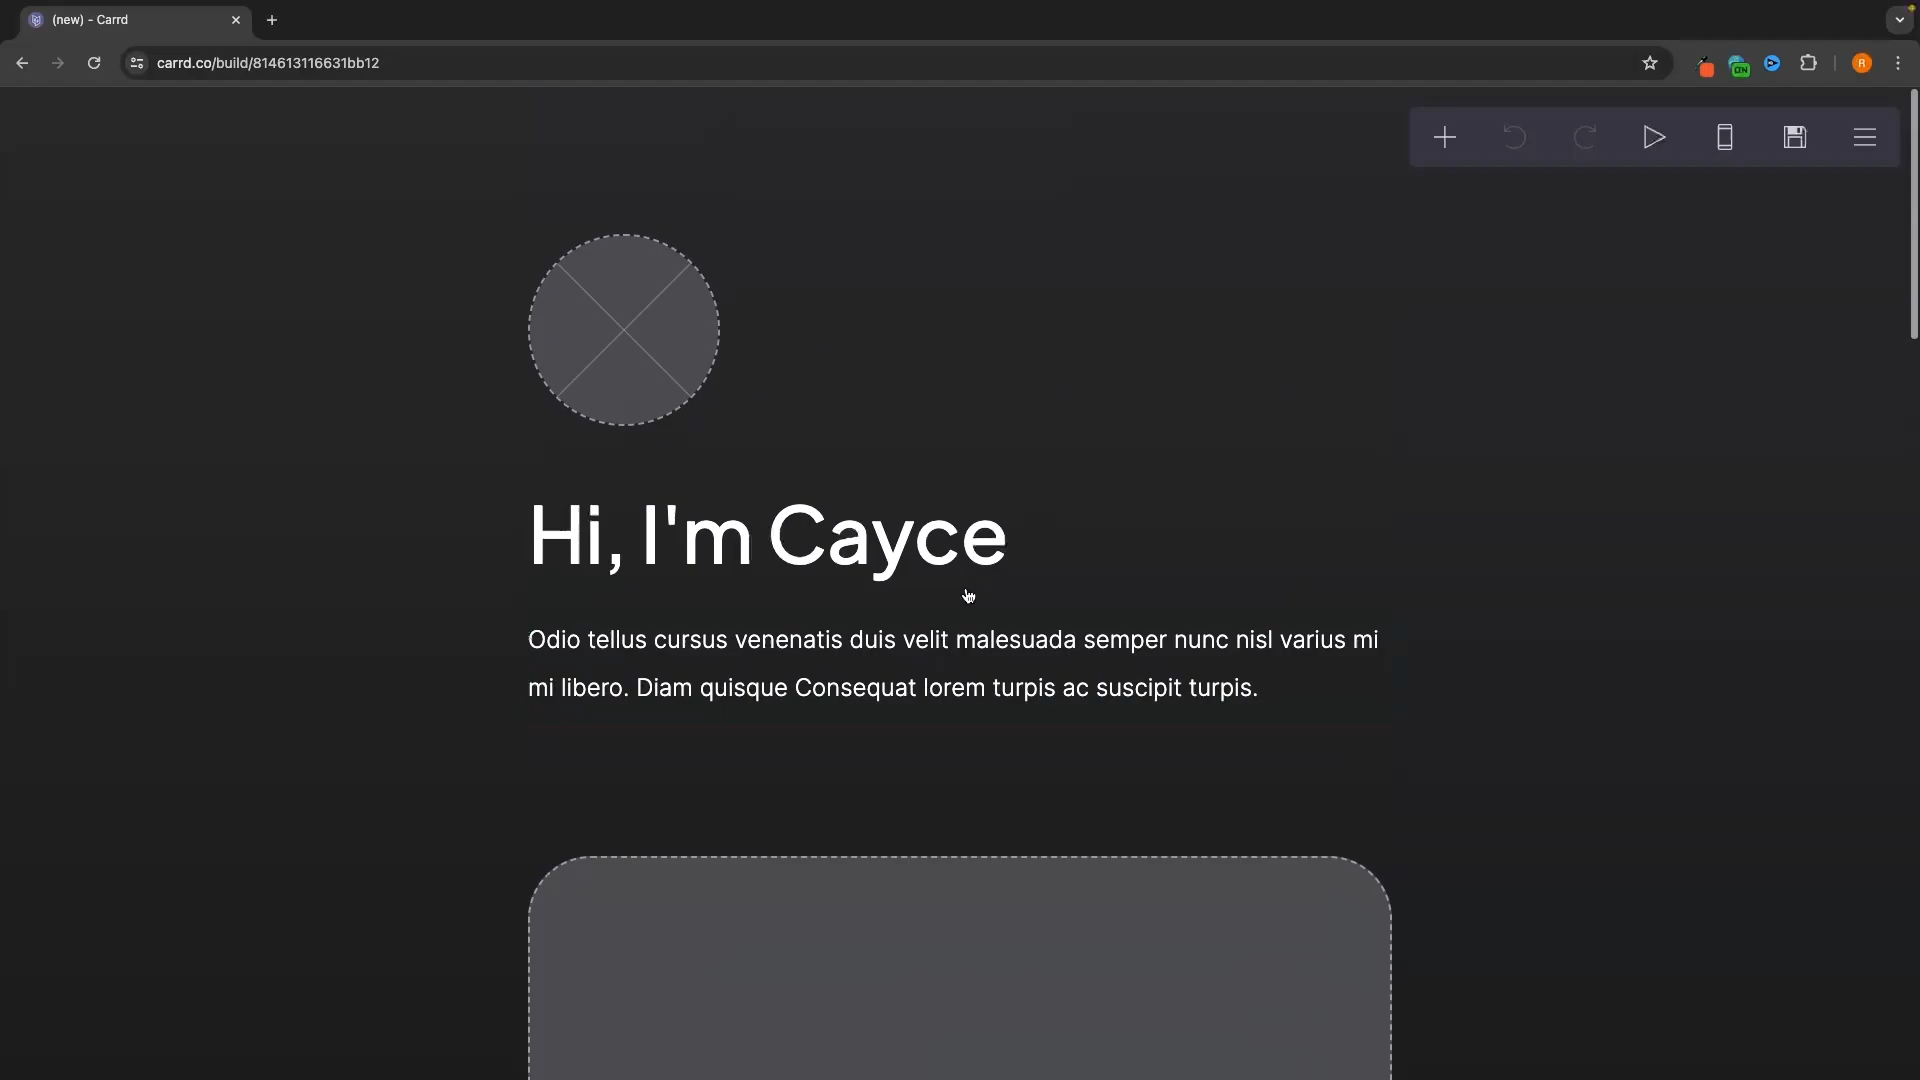 (new) - Carrd
carrd.co/build/814613116631bb12
ON
R
Hi, I'm Cayce
Odio tellus cursus venenatis duis velit malesuada semper nunc nisl varius mi
mi libero. Diam quisque Consequat lorem turpis ac suscipit turpis.